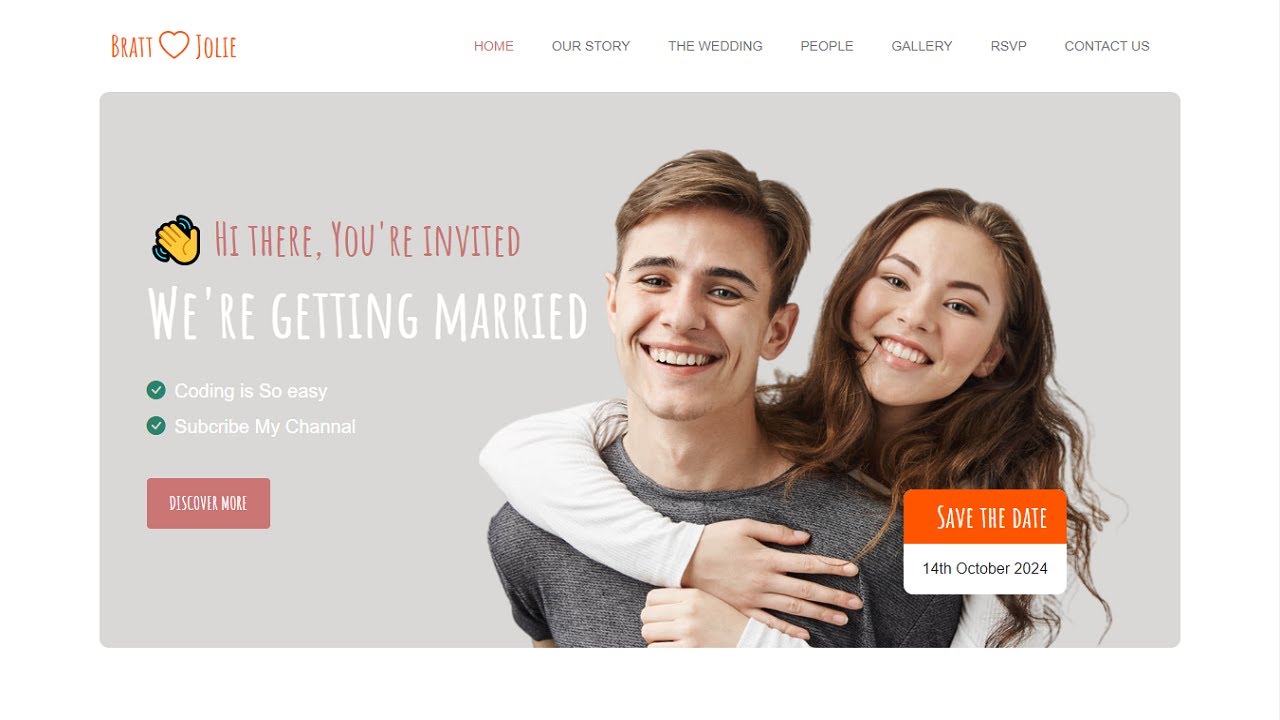 Bratt Jolie
HOME OUR STORY THE WEDDING PEOPLE GALLERY RSVP CONTACT US
Hi there, You're invited
We're getting married
Coding is So easy
Subcribe My Channal
DISCOVER MORE
Save the date
14th October 2024